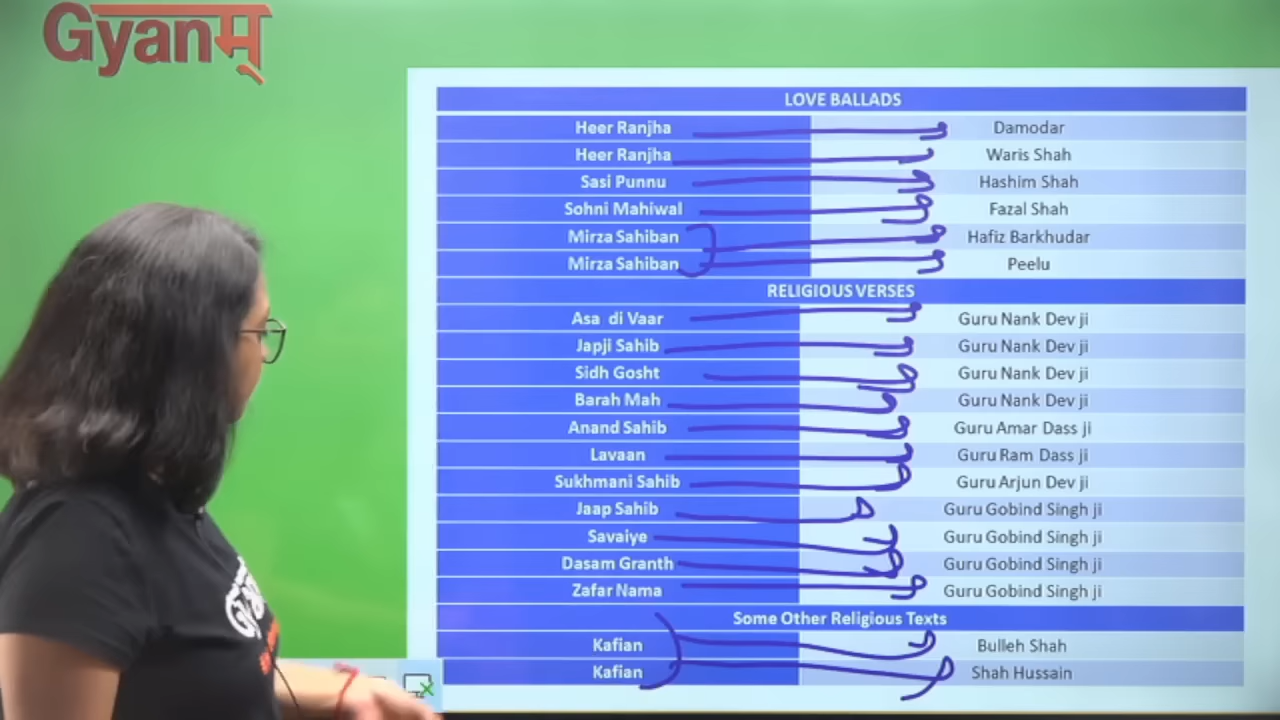 Gyanम्
LOVE BALLADS
Heer Ranjha Damodar
Heer Ranjha Waris Shah
Sasi Punnu Hashim Shah
Sohni Mahiwal Fazal Shah
Mirza Sahiban Hafiz Barkhudar
Mirza Sahiban Peelu
RELIGIOUS VERSES
Asa di Vaar Guru Nank Dev ji
Japji Sahib Guru Nank Dev ji
Sidh Gosht Guru Nank Dev ji
Barah Mah Guru Nank Dev ji
Anand Sahib Guru Amar Dass ji
Lavaan Guru Ram Dass ji
Sukhmani Sahib Guru Arjun Dev ji
Jaap Sahib Guru Gobind Singh ji
Savaiye Guru Gobind Singh ji
Dasam Granth Guru Gobind Singh ji
Zafar Nama Guru Gobind Singh ji
Some Other Religious Texts
Kafian Bulleh Shah
Kafian Shah Hussain